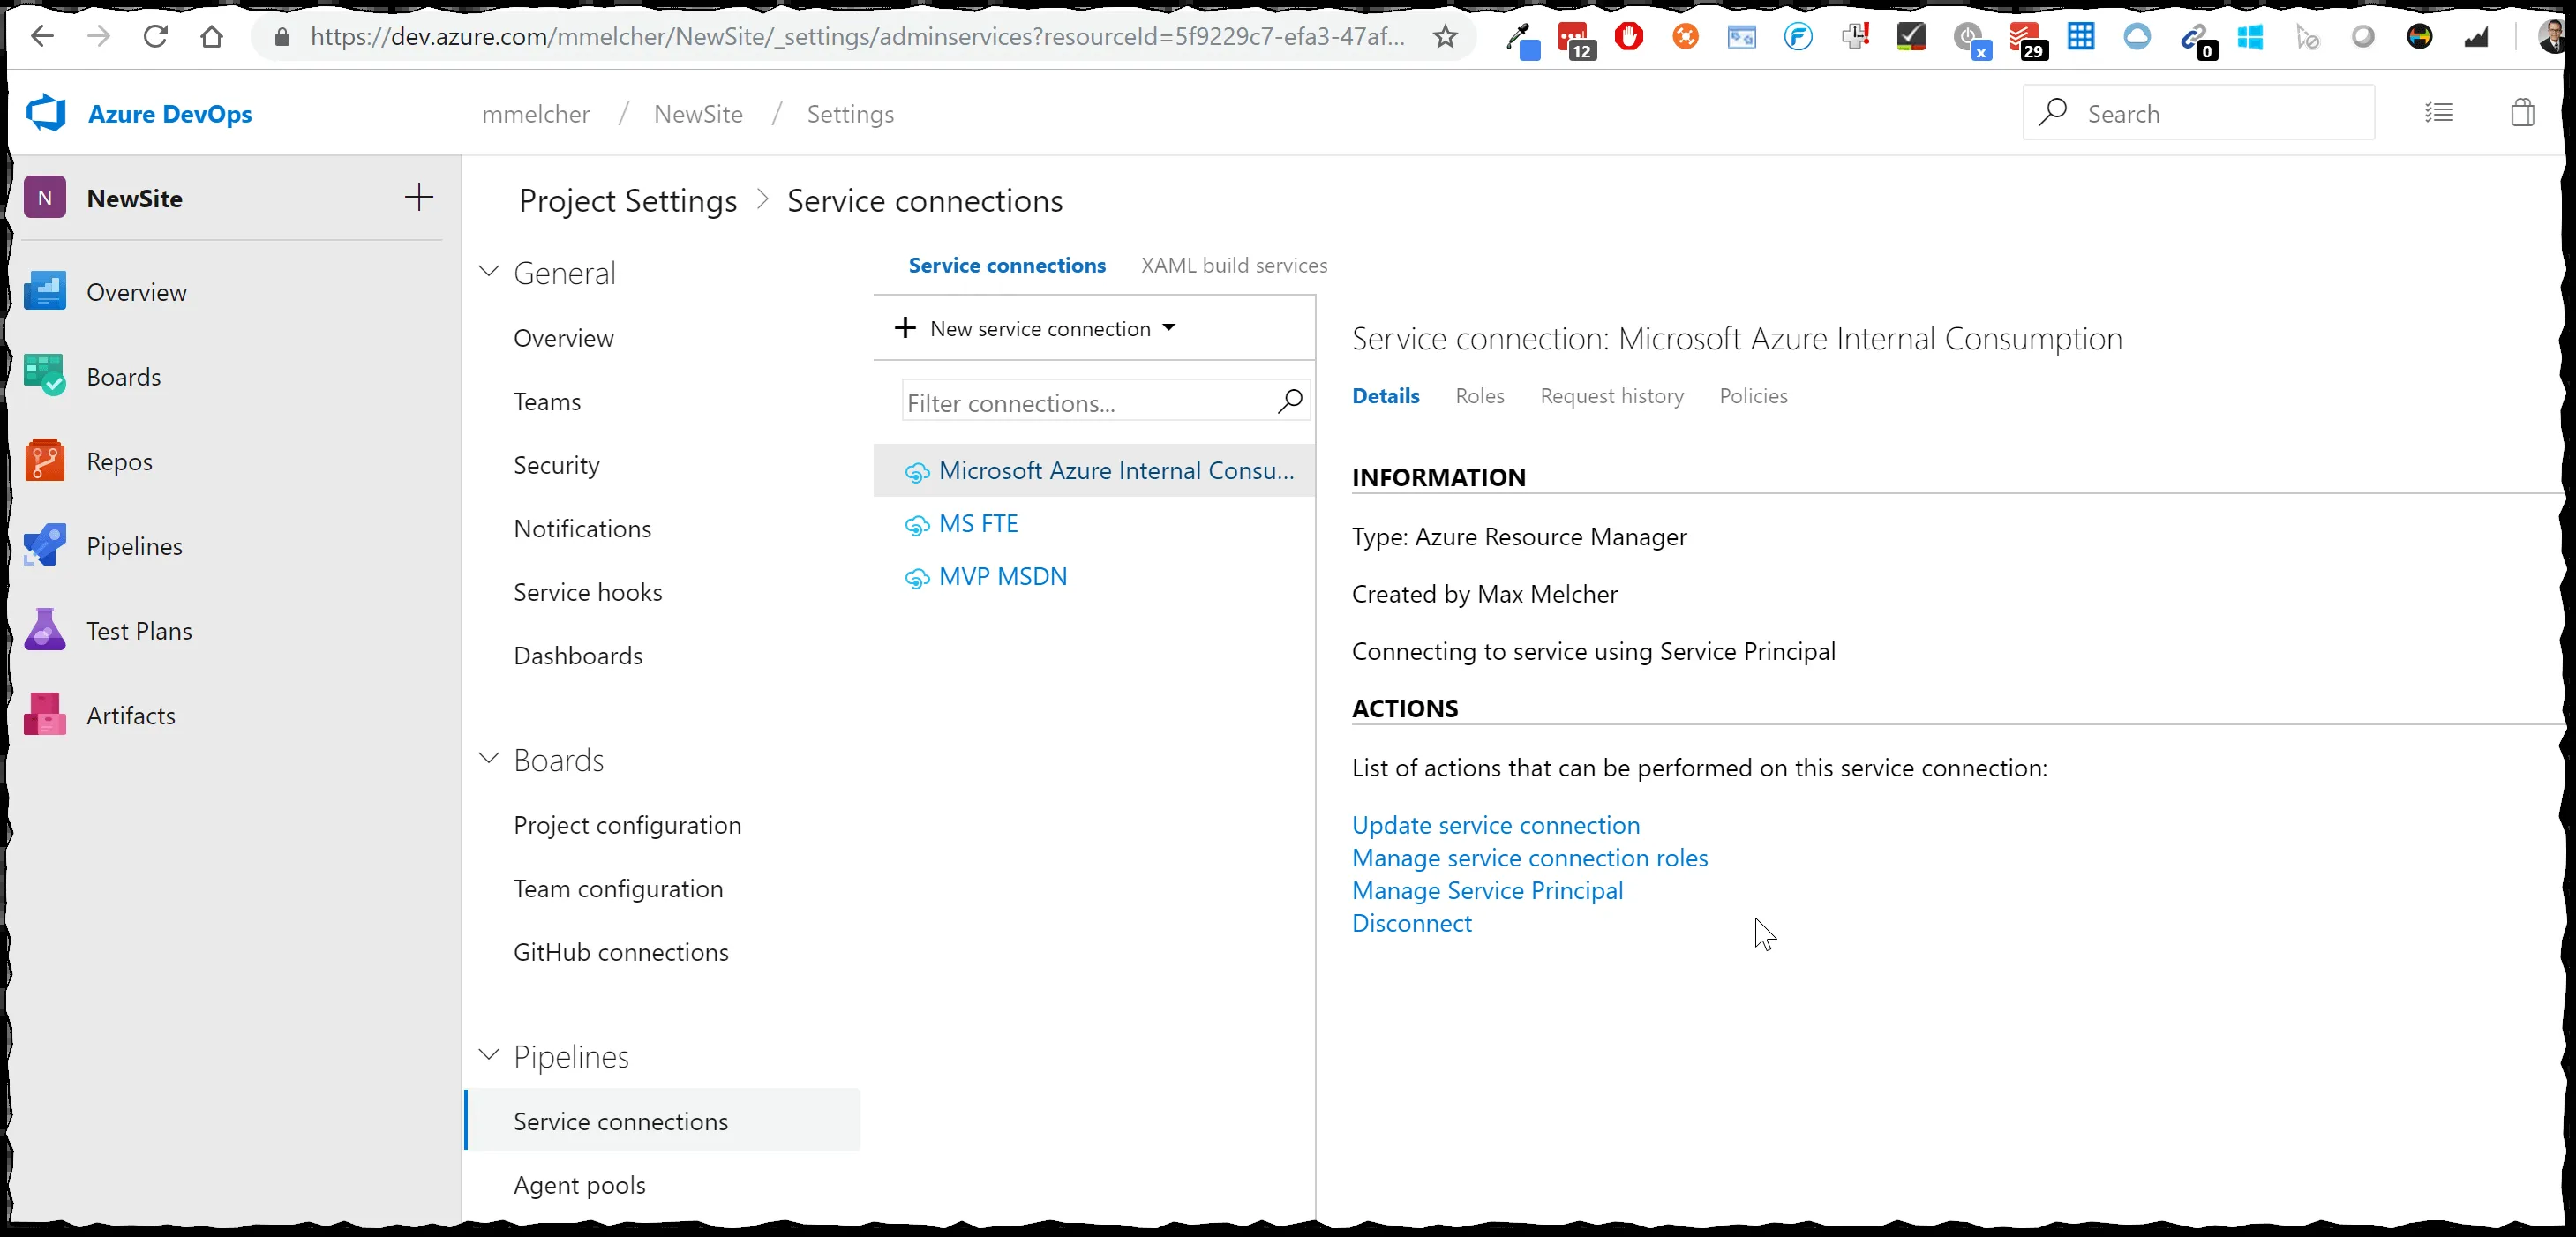 https://dev.azure.com/mmelcher/NewSite/_settings/adminservices?resourceId=5f9229c7-efa3-47af...
12
x
29
0
Azure DevOps
mmelcher / NewSite / Settings
Search
N NewSite
Overview
Boards
Repos
Pipelines
Test Plans
Artifacts
Project Settings > Service connections
General
Overview
Teams
Security
Notifications
Service hooks
Dashboards
Boards
Project configuration
Team configuration
GitHub connections
Pipelines
Service connections
Agent pools
Service connections XAML build services
+ New service connection
Filter connections...
Microsoft Azure Internal Consu...
MS FTE
MVP MSDN
Service connection: Microsoft Azure Internal Consumption
Details Roles Request history Policies
INFORMATION
Type: Azure Resource Manager
Created by Max Melcher
Connecting to service using Service Principal
ACTIONS
List of actions that can be performed on this service connection:
Update service connection
Manage service connection roles
Manage Service Principal
Disconnect